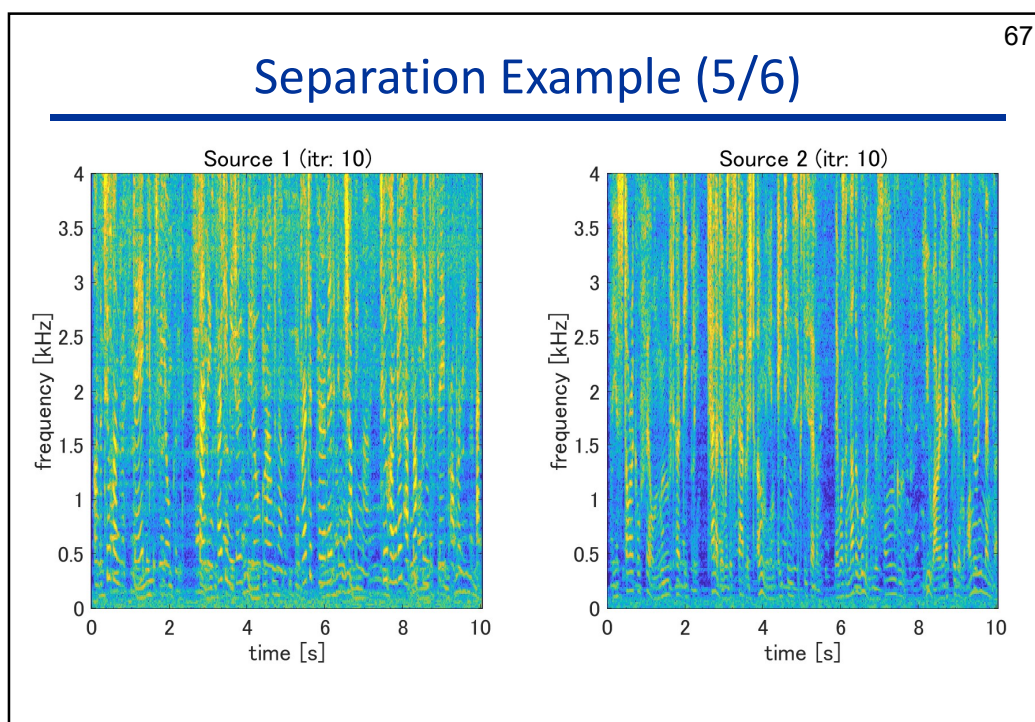 67
Separation Example (5/6)
Source 1 (itr: 10)
4
3.5
3
2.5
2
1.5
1
0.5
0
frequency [kHz]
0 2 4 6 8 10
time [s]
Source 2 (itr: 10)
4
3.5
3
2.5
2
1.5
1
0.5
0
frequency [kHz]
0 2 4 6 8 10
time [s]